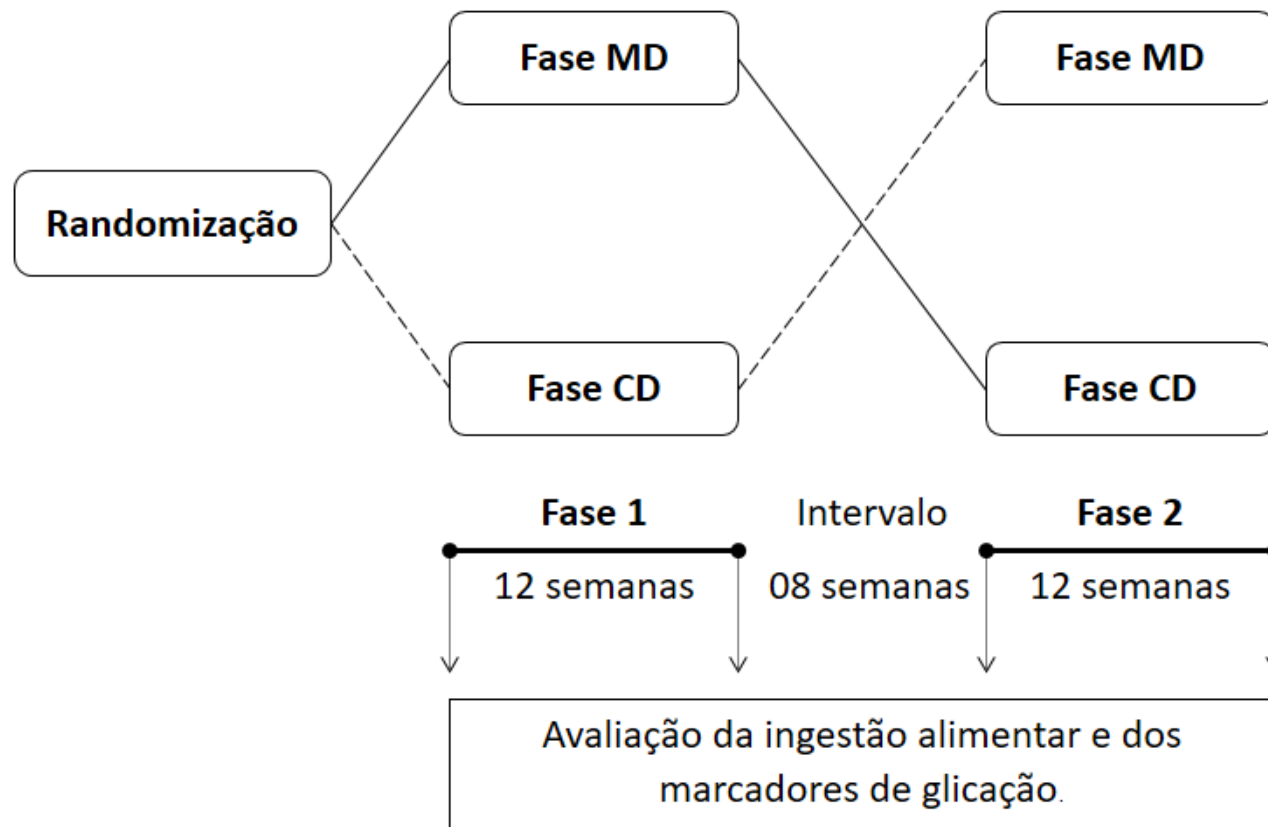 Fase MD
Fase MD
Randomização
Fase CD
Fase CD
Fase 1
Intervalo
Fase 2
12 semanas
08 semanas
12 semanas
Avaliação da ingestão alimentar e dos
marcadores de glicação.